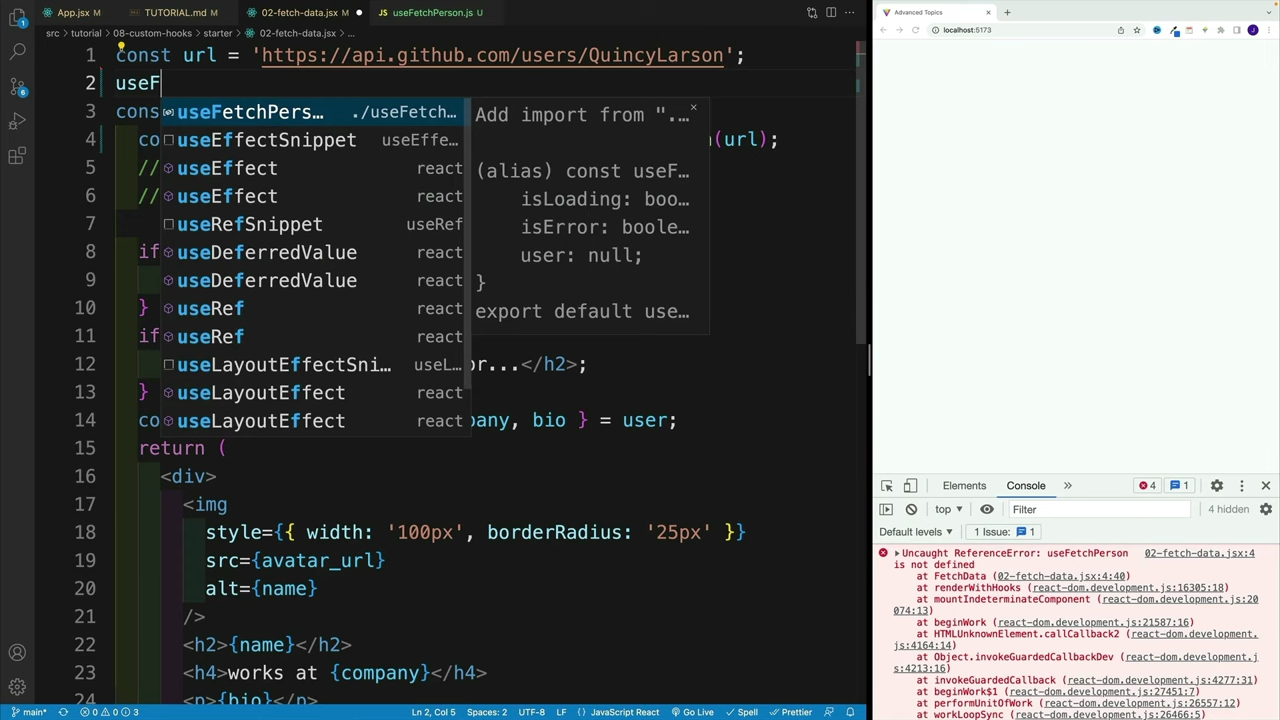 App.jsx
TUTORIAL.md
M
02-fetch-data.jsx
useFetchPerson.js
U
src > tutorial > 08-custom-h
> starter >
-data.jsx > ...
1 const url = 'https://api.github.com/users/QuincyLarson';
2 useF
3 cons
4 co (url);
5 //
6 //
7
8 if
9
10 }
11 if
12 or...</h2>;
13 }
14 co pany, bio } = user;
15 return (
16 <div>
17 <img
18 style={{ width: '100px', borderRadius: '25px' }}
19 src={avatar_url}
20 alt={name}
21 />
22 <h2>{name}</h2>
23 <h4>works at {company}</h4>
24 <p>{bio}</p>
useFetchPers... ./useFetch...
useEffectSnippet useEffe...
useEffect react
useEffect react
useRefSnippet useRef
useDeferredValue react
useDeferredValue react
useRef react
useRef react
useLayoutEffectSni... useL...
useLayoutEffect react
useLayoutEffect react
Add import from "...
(alias) const useF...
isLoading: boo...
isError: boole...
user: null;
}
export default use...
main*
0 0 3
Ln 2, Col 5
Spaces: 2
UTF-8
LF
{} JavaScript React
Go Live
Spell
Prettier
Advanced Topics
localhost:5173
J
Elements
Console
4
1
top
Filter
4 hidden
Default levels
1 Issue: 1
Uncaught ReferenceError: useFetchPerson 02-fetch-data.jsx:4
is not defined
at FetchData (02-fetch-data.jsx:4:40)
at renderWithHooks (react-dom.development.js:16305:18)
at mountIndeterminateComponent (react-dom.development.js:20
074:13)
at beginWork (react-dom.development.js:21587:16)
at HTMLUnknownElement.callCallback2 (react-dom.development.
js:4164:14)
at Object.invokeGuardedCallbackDev (react-dom.development.j
s:4213:16)
at invokeGuardedCallback (react-dom.development.js:4277:31)
at beginWork$1 (react-dom.development.js:27451:7)
at performUnitOfWork (react-dom.development.js:26557:12)
at workLoopSync (react-dom.development.js:26466:5)